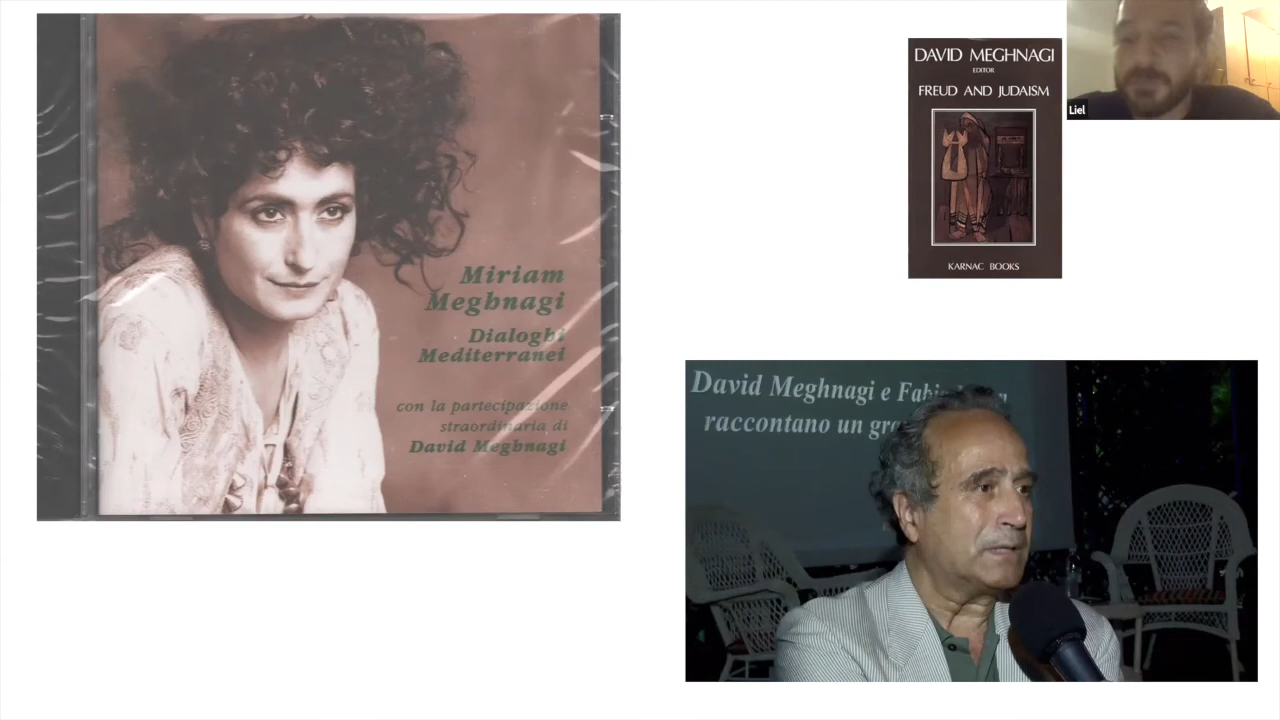 Miriam
Meghnagi
Dialoghi
Mediterranei
con la partecipazione
straordinaria di
David Meghnagi
DAVID MEGHNAGI
EDITOR
FREUD AND JUDAISM
KARNAC BOOKS
Liel
David Meghnagi e
raccontano un